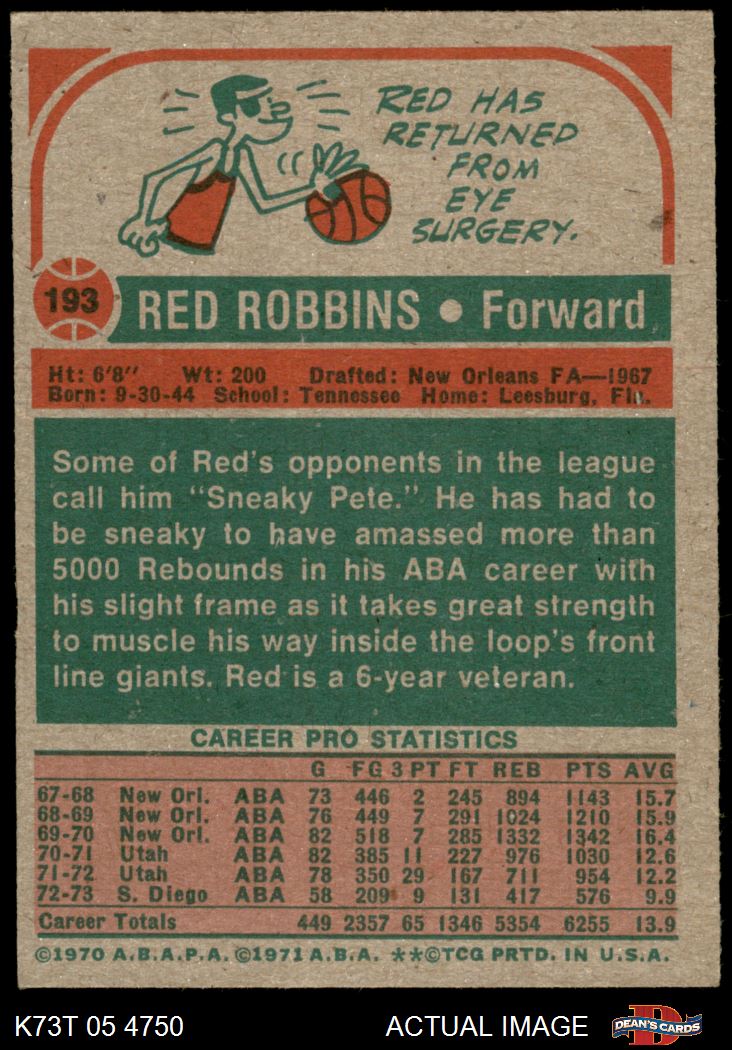 RED HAS
RETURNED
FROM
EYE
SURGERY.
193
RED ROBBINS • Forward
Ht: 6'8" Wt: 200 Drafted: New Orleans FA—1967
Born: 9-30-44 School: Tennessee Home: Leesburg, Fla.
Some of Red's opponents in the league
call him "Sneaky Pete." He has had to
be sneaky to have amassed more than
5000 Rebounds in his ABA career with
his slight frame as it takes great strength
to muscle his way inside the loop's front
line giants. Red is a 6-year veteran.
CAREER PRO STATISTICS
G FG 3 PT FT REB PTS AVG
67-68 New Orl. ABA 73 446 2 245 894 1143 15.7
68-69 New Orl. ABA 76 449 7 291 1024 1210 15.9
69-70 New Orl. ABA 82 518 7 285 1332 1342 16.4
70-71 Utah ABA 82 385 11 227 976 1030 12.6
71-72 Utah ABA 78 350 29 167 711 954 12.2
72-73 S. Diego ABA 58 209 9 131 417 576 9.9
Career Totals 449 2357 65 1346 5354 6255 13.9
©1970 A.B.A.P.A. ©1971 A.B.A. **©TCG PRTD. IN U.S.A.
K73T 05 4750 ACTUAL IMAGE
D
DEAN'S CARDS